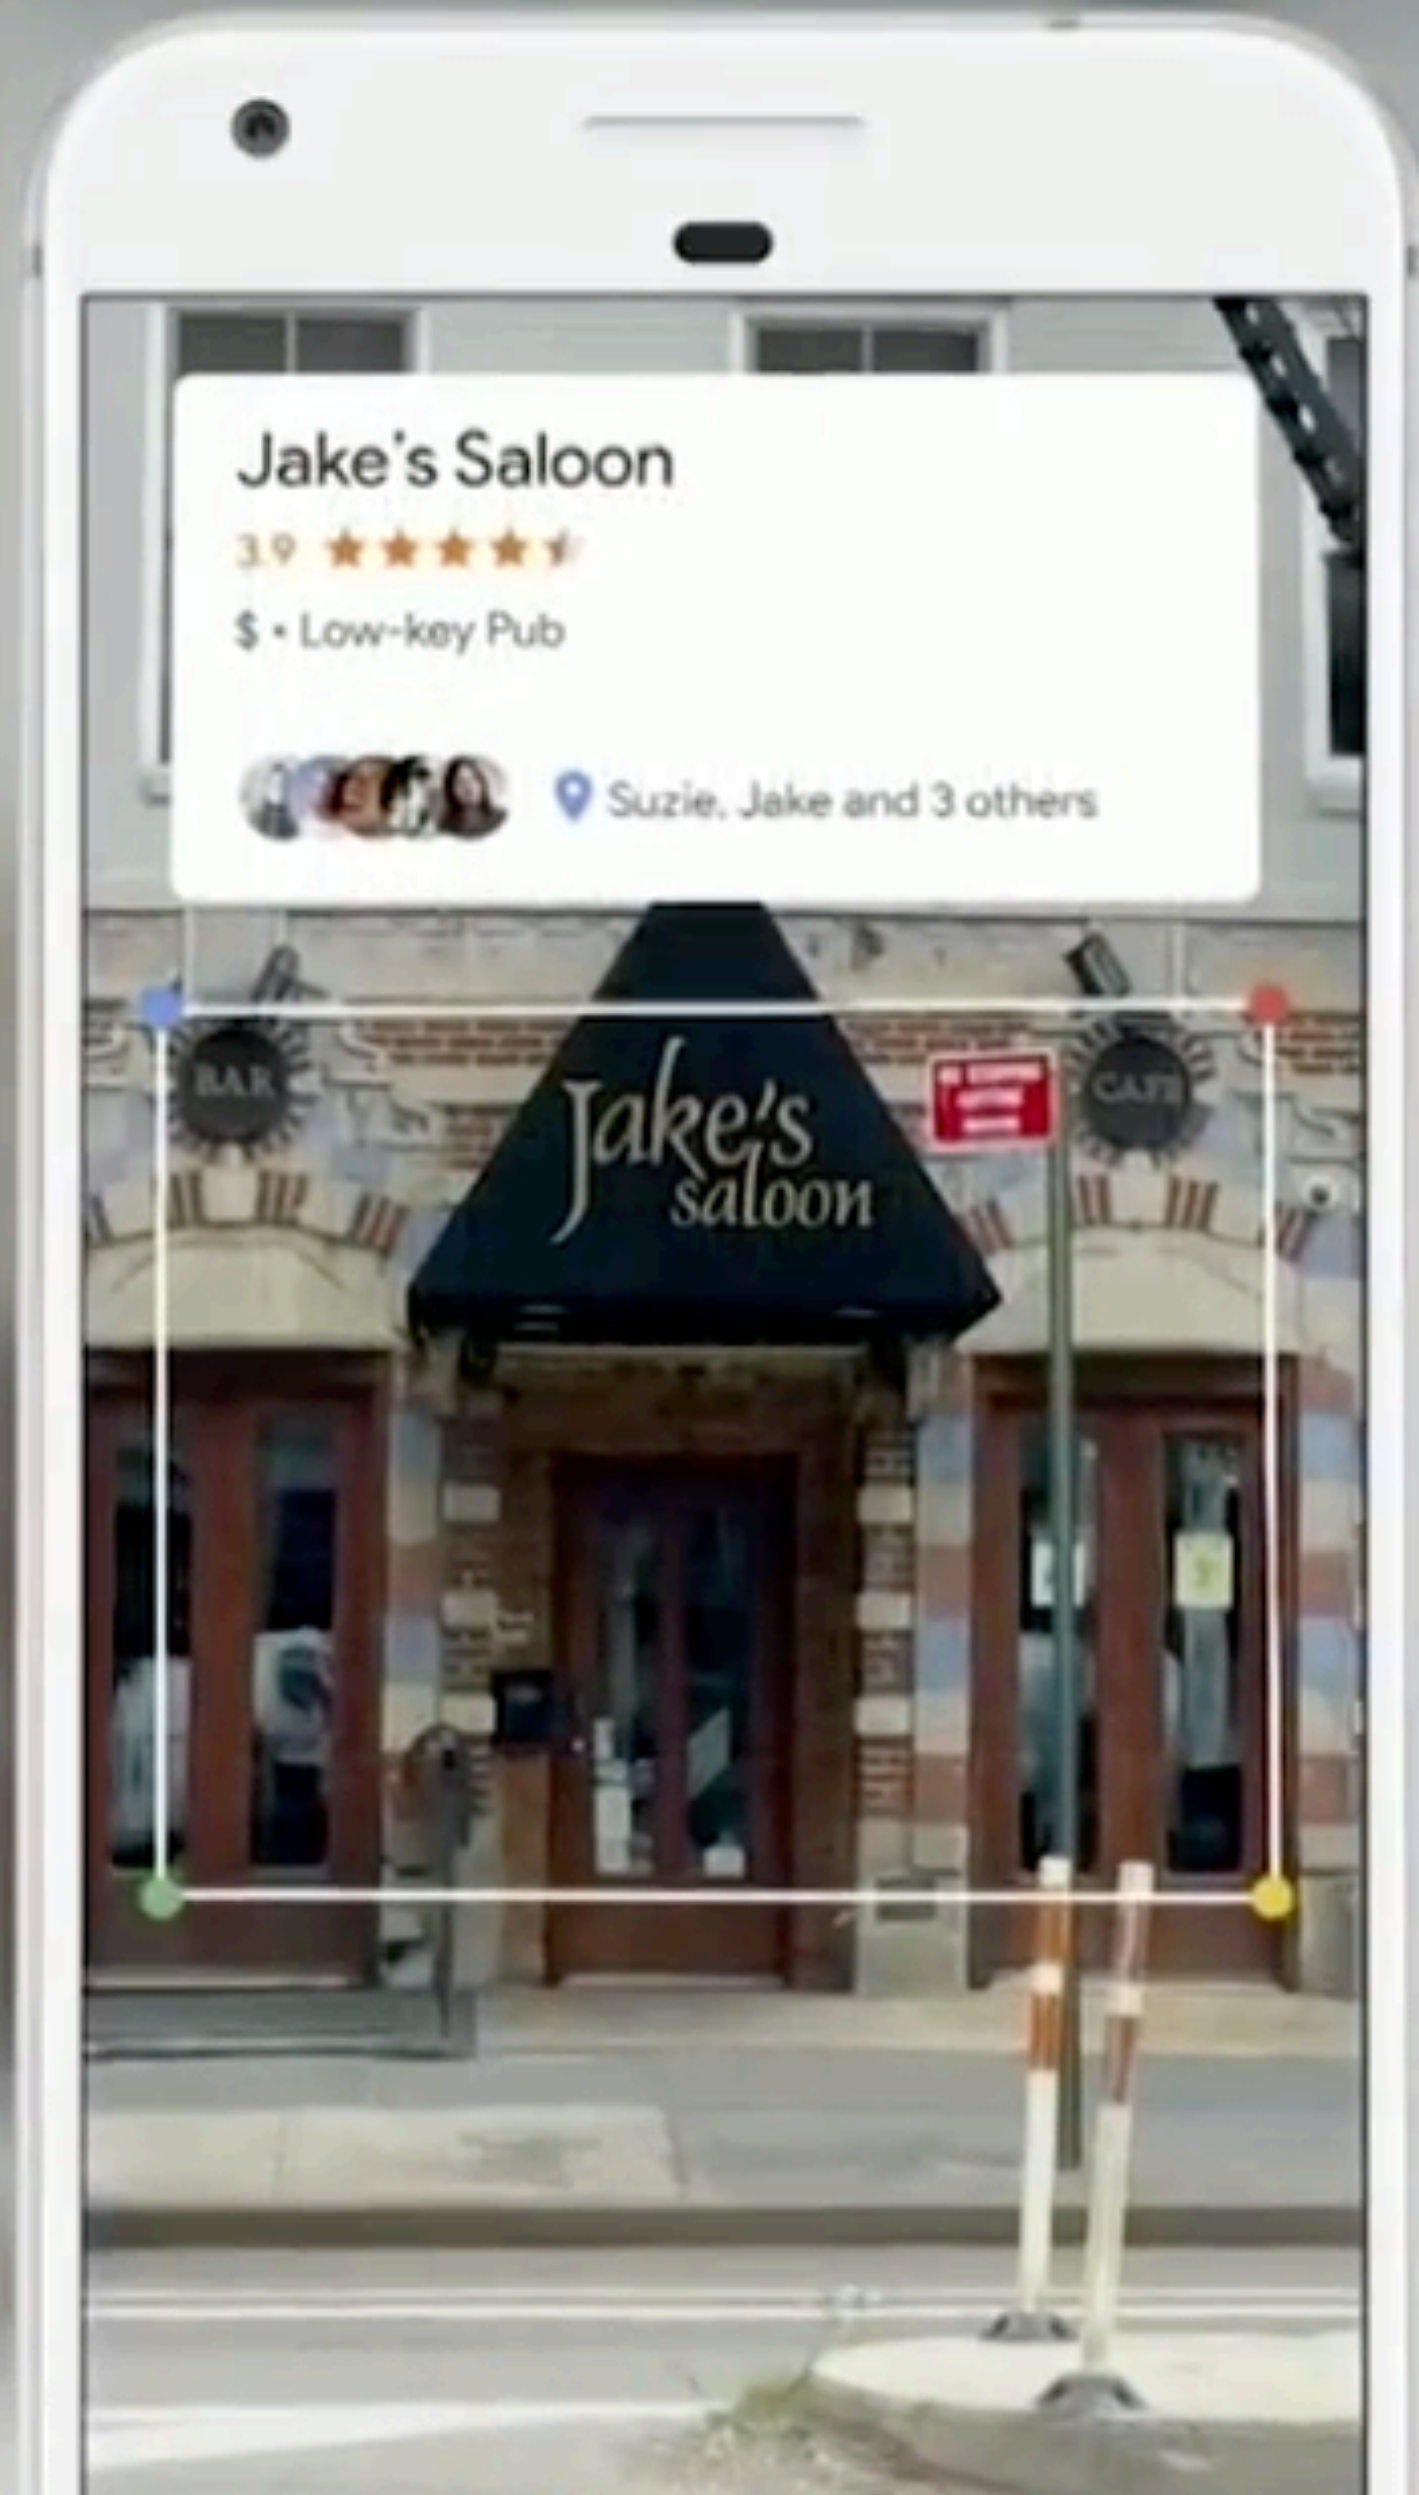 Jake's Saloon
3.9
$ • Low-key Pub
Suzie, Jake and 3 others
BAR
Jake's
saloon
CAFE